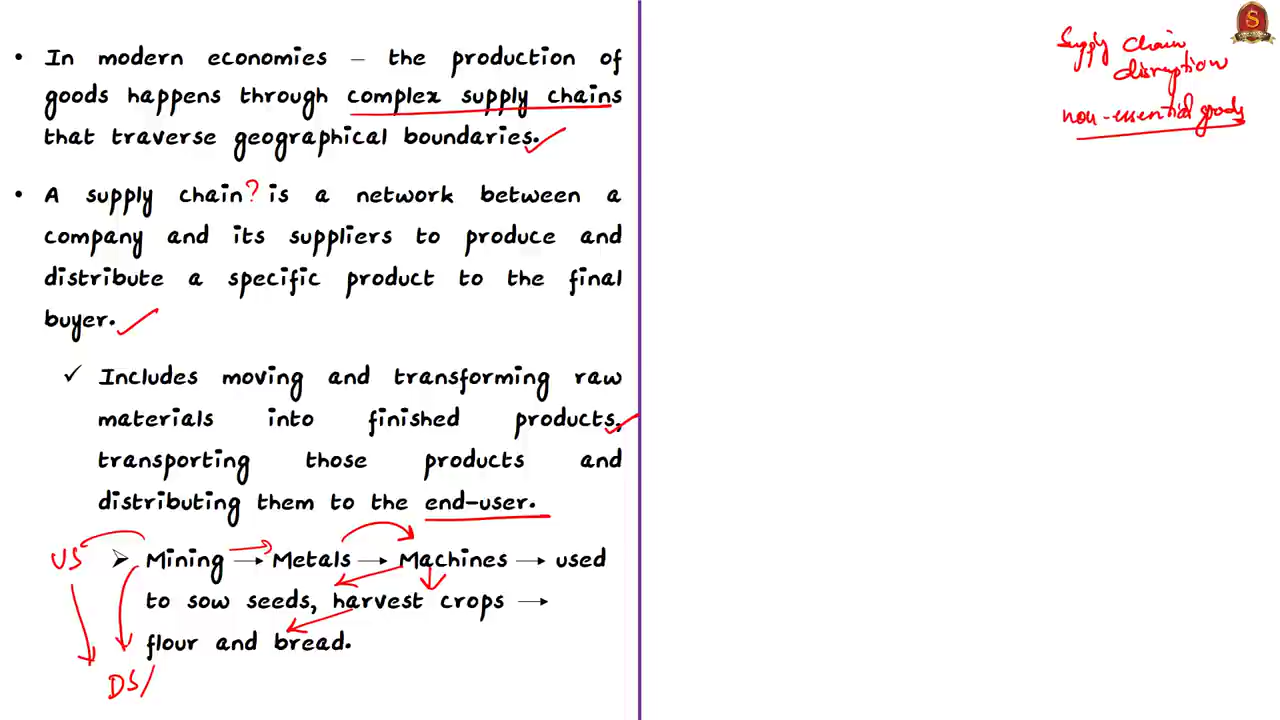 • In modern economies – the production of
goods happens through complex supply chains
that traverse geographical boundaries.
• A supply chain? is a network between a
company and its suppliers to produce and
distribute a specific product to the final
buyer.
✓ Includes moving and transforming raw
materials into finished products,
transporting those products and
distributing them to the end-user.
US ➢ Mining → Metals → Machines → used
to sow seeds, harvest crops →
flour and bread.
DS/
Supply chain
disruption
non-essential goods
S